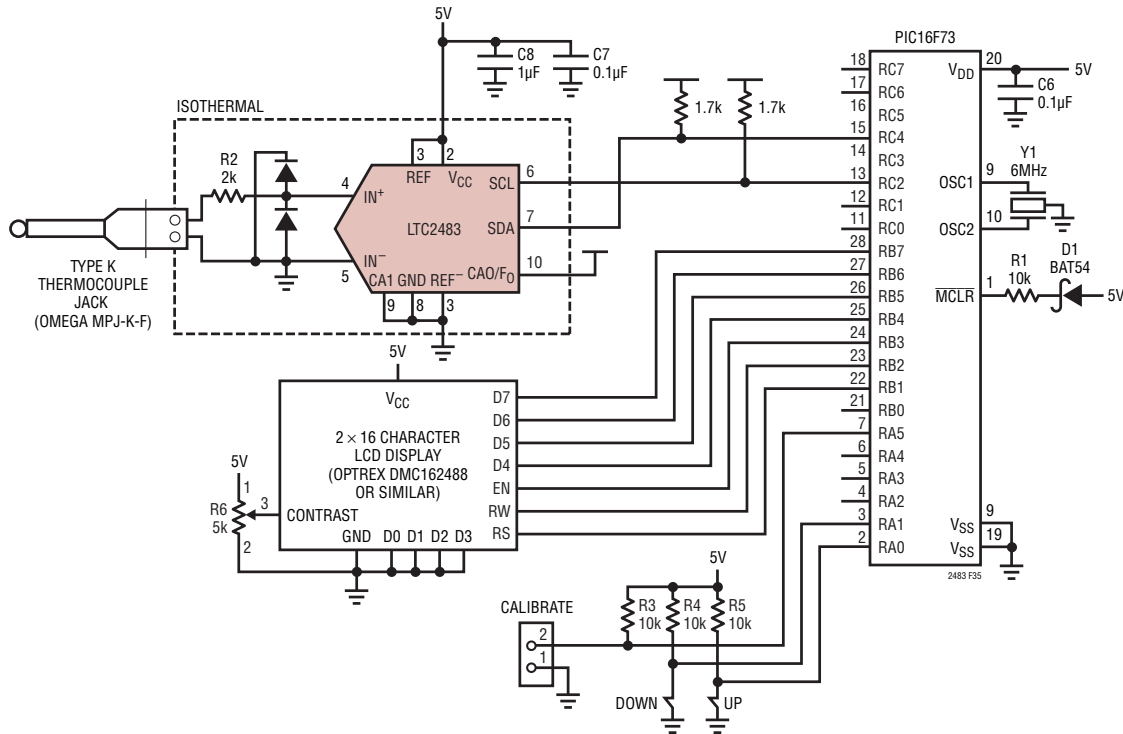 5V
C8
1µF
C7
0.1µF
ISOTHERMAL
R2
2k
4
IN+
3
REF
2
VCC
SCL
6
LTC2483
SDA
7
IN−
5
CA1
GND
REF−
CAO/FO
10
9
8
3
TYPE K
THERMOCOUPLE
JACK
(OMEGA MPJ-K-F)
1.7k
1.7k
PIC16F73
18
RC7
17
RC6
16
RC5
15
RC4
14
RC3
13
RC2
12
RC1
11
RC0
28
RB7
27
RB6
26
RB5
25
RB4
24
RB3
23
RB2
22
RB1
21
RB0
7
RA5
6
RA4
5
RA3
4
RA2
3
RA1
2
RA0
VDD
20
5V
C6
0.1µF
Y1
6MHz
OSC1
9
OSC2
10
MCLR
1
R1
10k
D1
BAT54
5V
VSS
9
VSS
19
2483 F35
5V
VCC
2 × 16 CHARACTER
LCD DISPLAY
(OPTREX DMC162488
OR SIMILAR)
D7
D6
D5
D4
EN
RW
RS
CONTRAST
GND
D0
D1
D2
D3
5V
1
R6
5k
3
2
CALIBRATE
2
1
5V
R3
10k
R4
10k
R5
10k
DOWN
UP